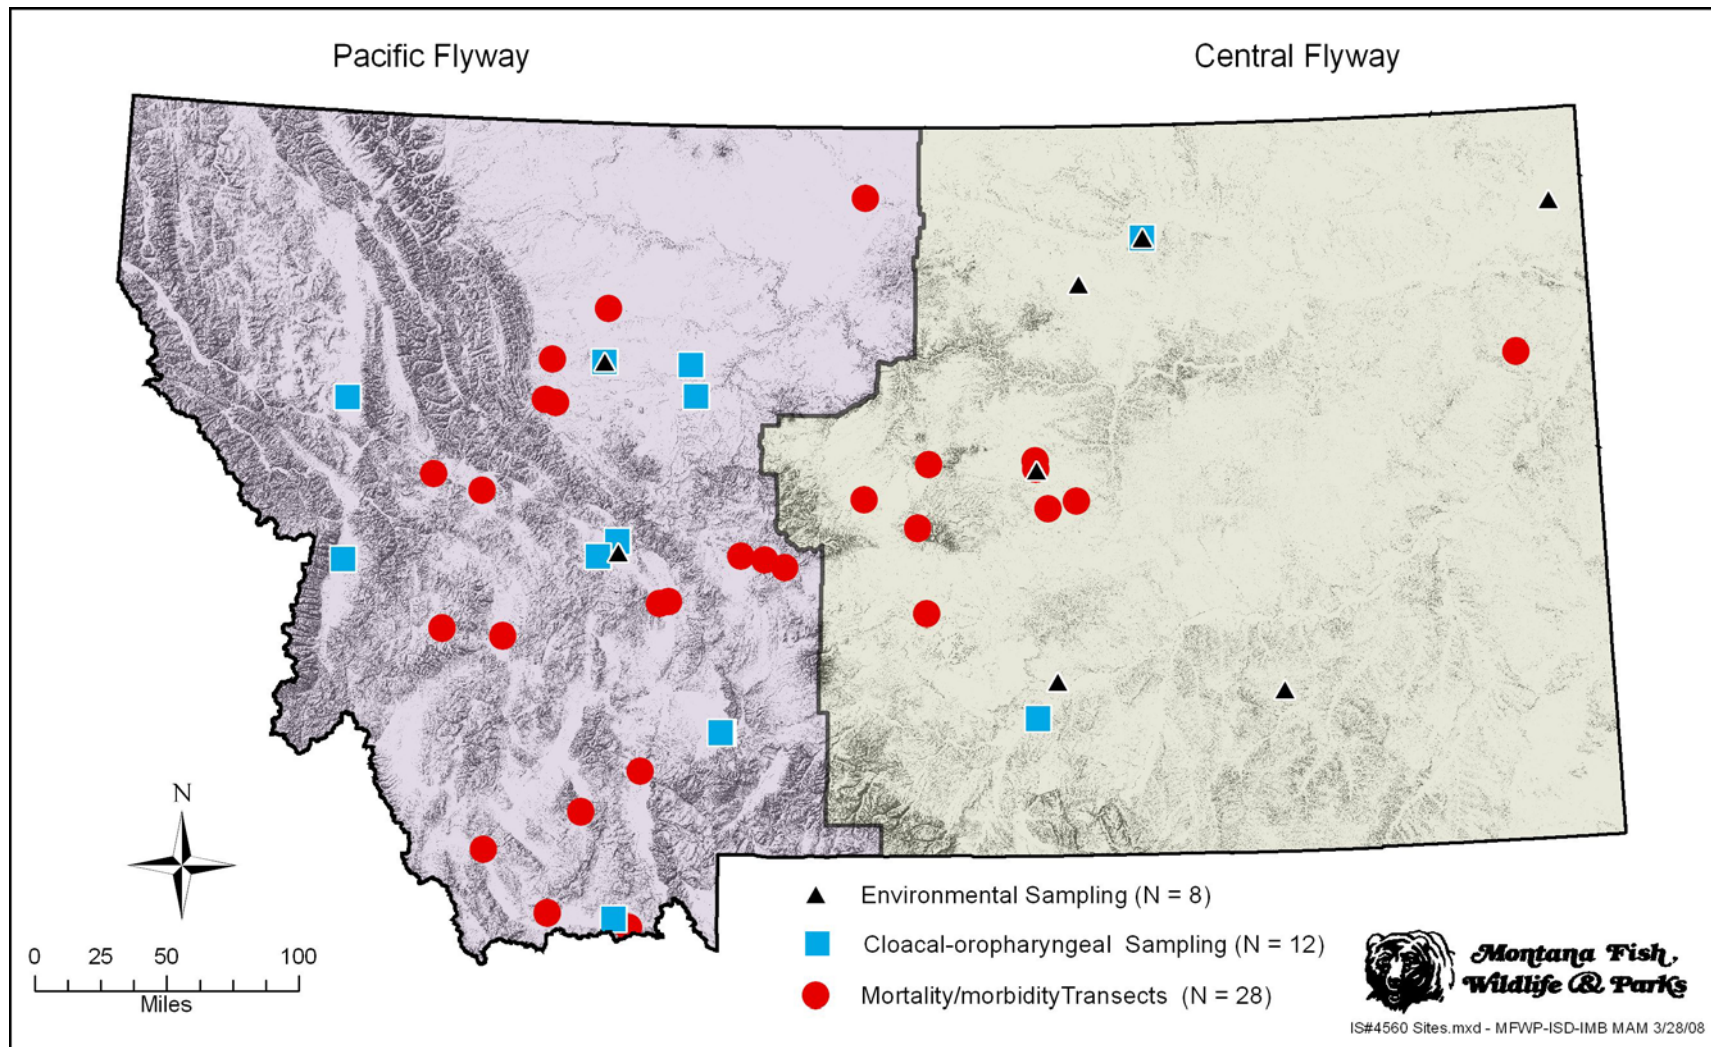 Pacific Flyway
Central Flyway
N
0 25 50 100
Miles
Environmental Sampling (N = 8)
Cloacal-oropharyngeal Sampling (N = 12)
Mortality/morbidityTransects (N = 28)
Montana Fish,
Wildlife & Parks
IS#4560 Sites.mxd - MFWP-ISD-IMB MAM 3/28/08